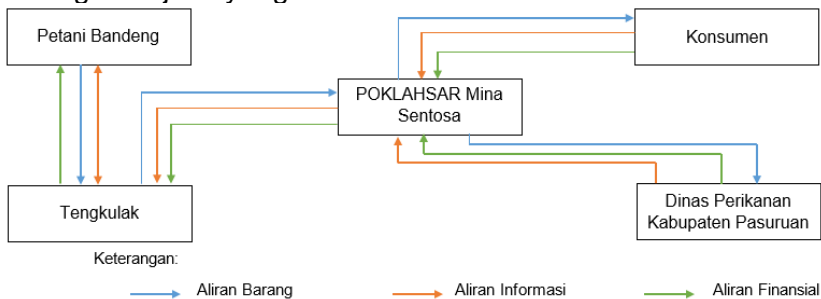 Petani Bandeng
Konsumen
POKLAHSAR Mina
Sentosa
Tengkulak
Dinas Perikanan
Kabupaten Pasuruan
Keterangan:
Aliran Barang
Aliran Informasi
Aliran Finansial